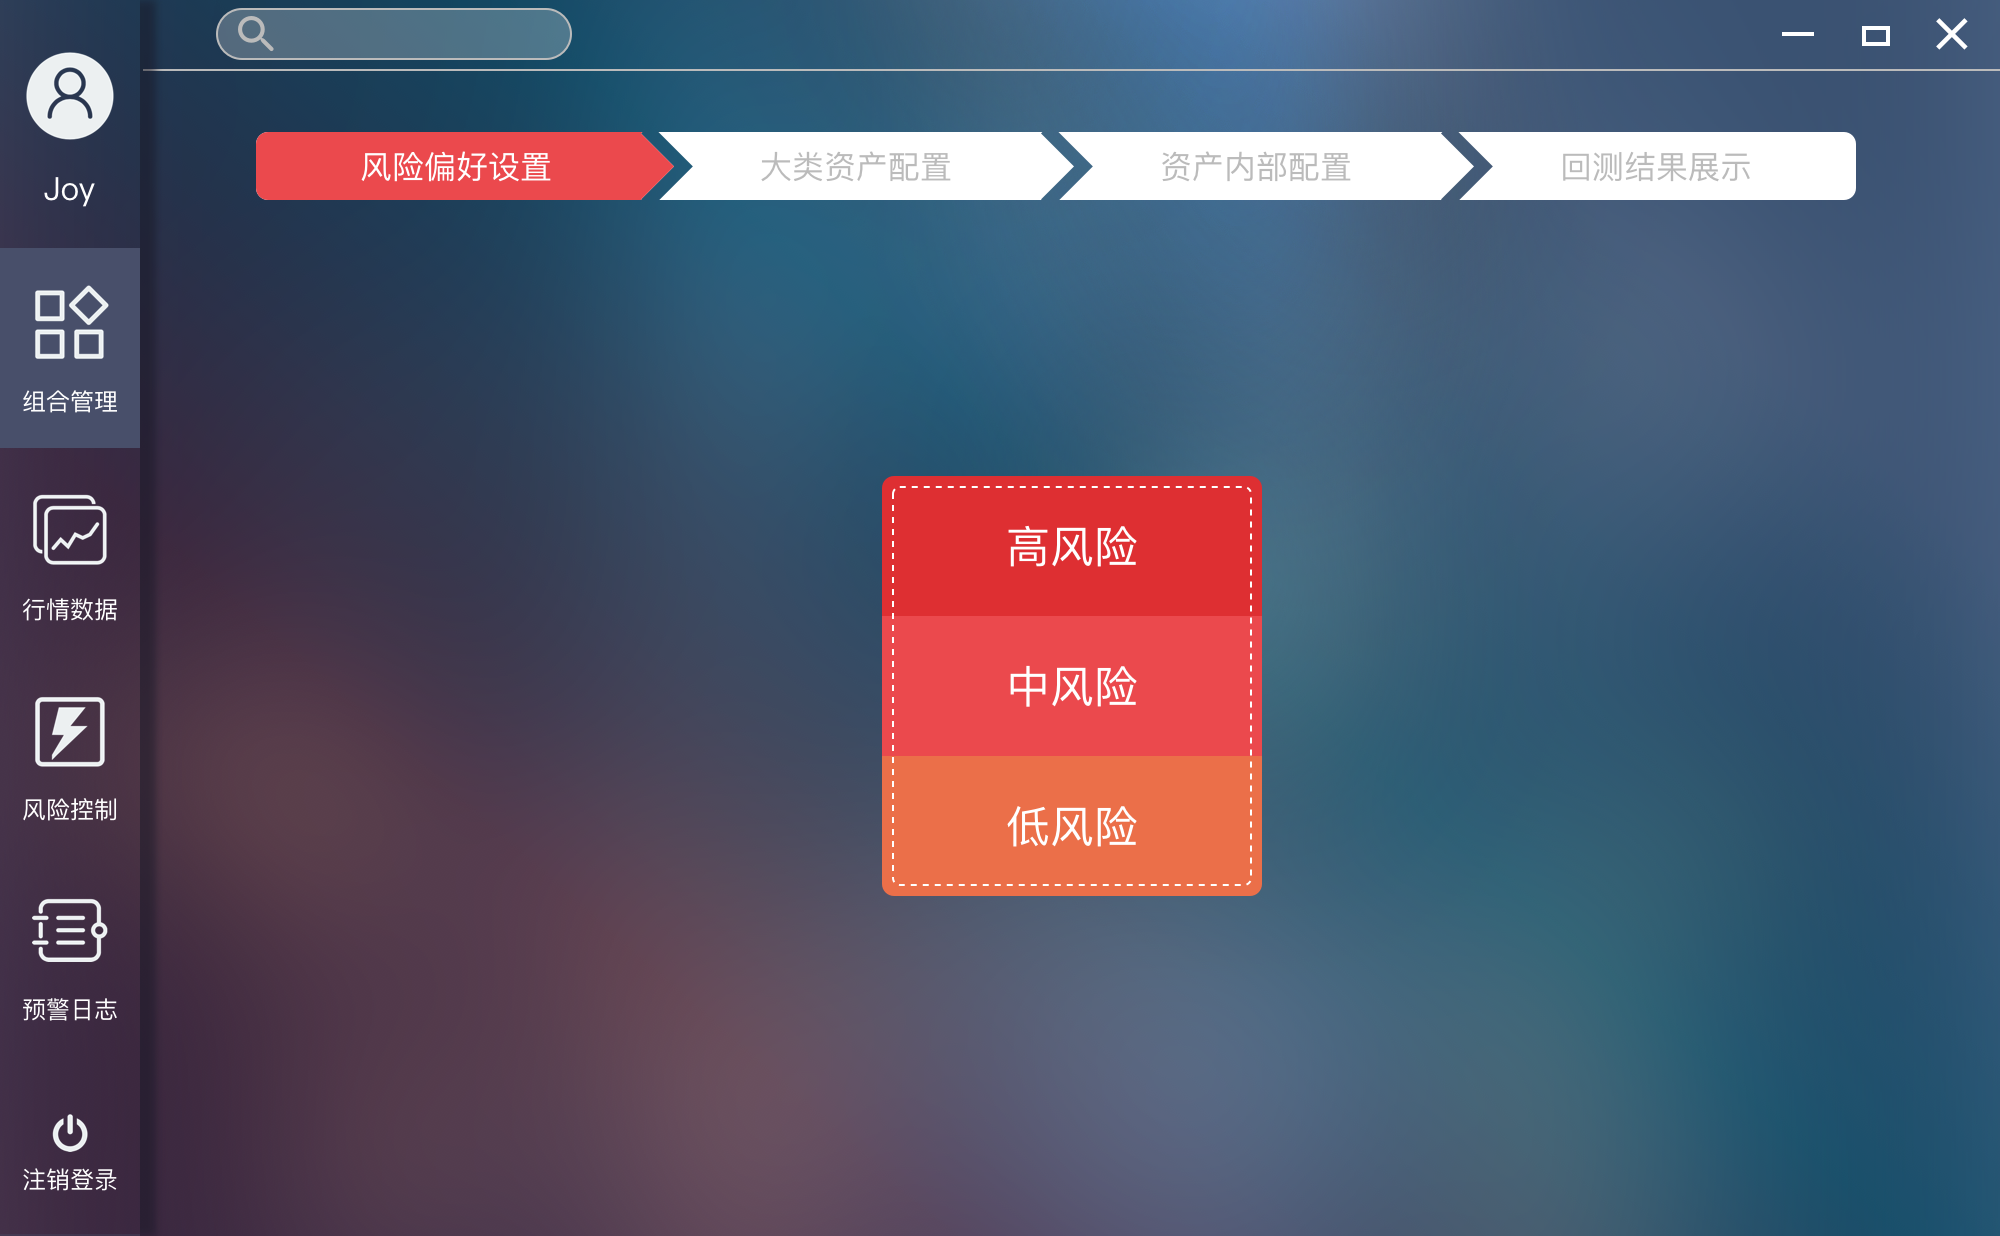 Joy
组合管理
行情数据
风险控制
预警日志
注销登录
风险偏好设置
大类资产配置
资产内部配置
回测结果展示
高风险
中风险
低风险